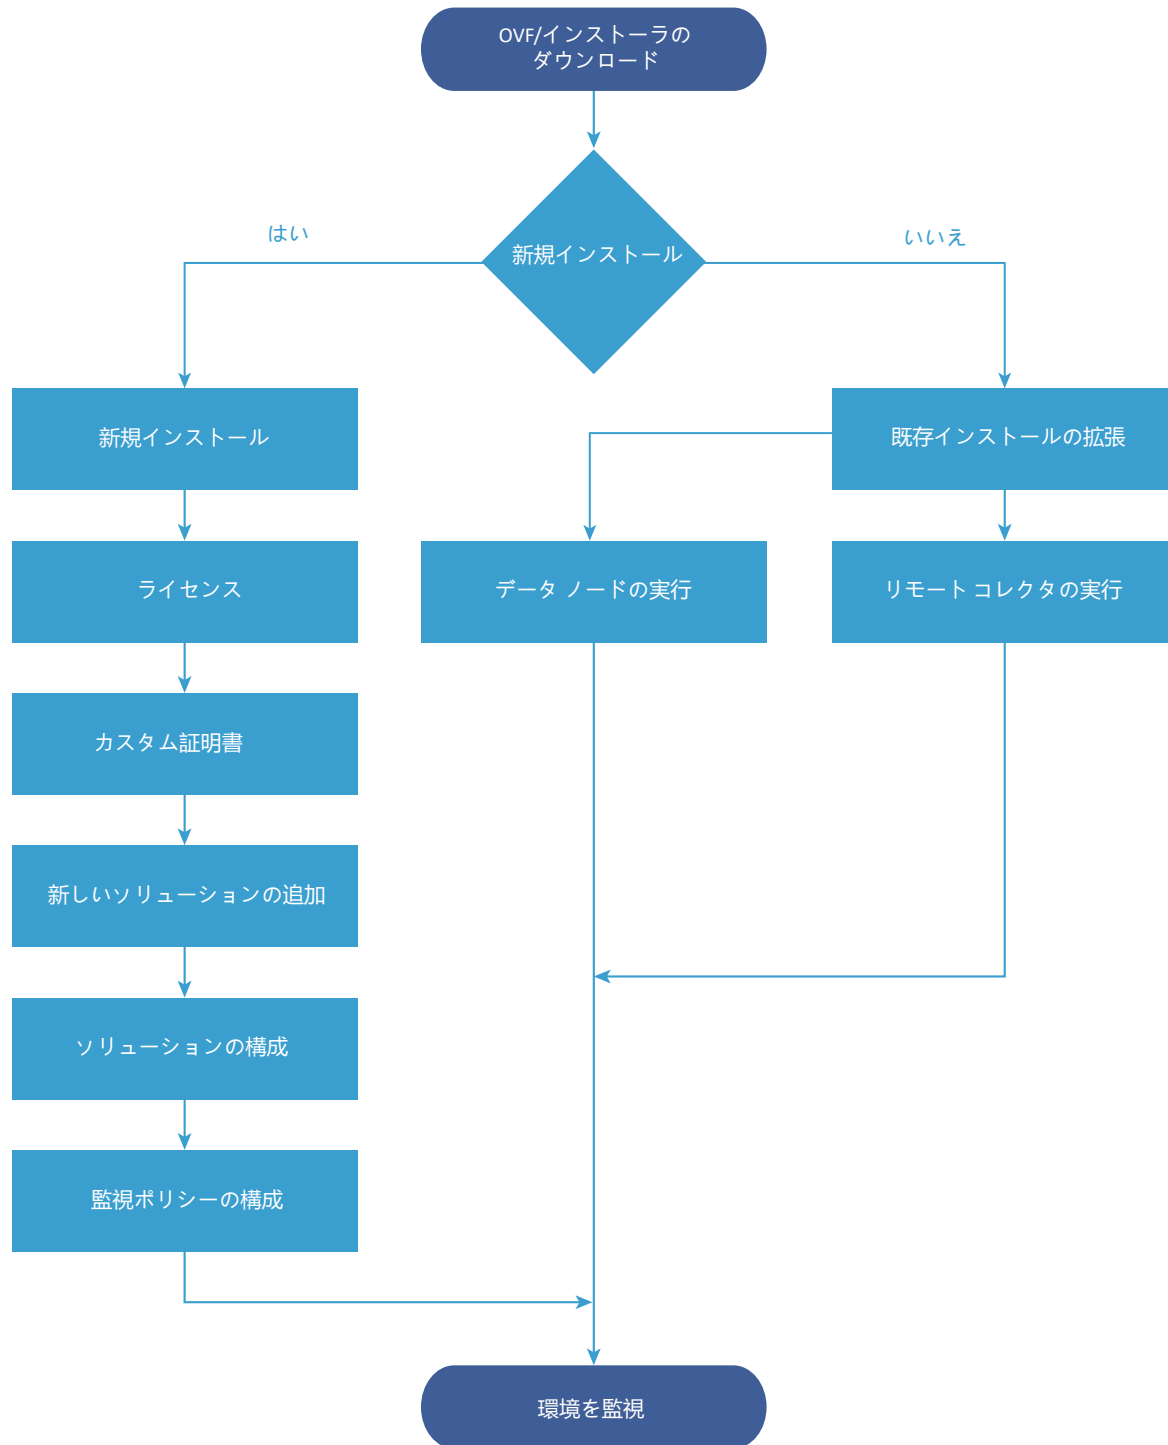 OVF/インストーラの
ダウンロード
新規インストール
はい
いいえ
新規インストール
既存インストールの拡張
ライセンス
データ ノードの実行
リモート コレクタの実行
カスタム証明書
新しいソリューションの追加
ソリューションの構成
監視ポリシーの構成
環境を監視